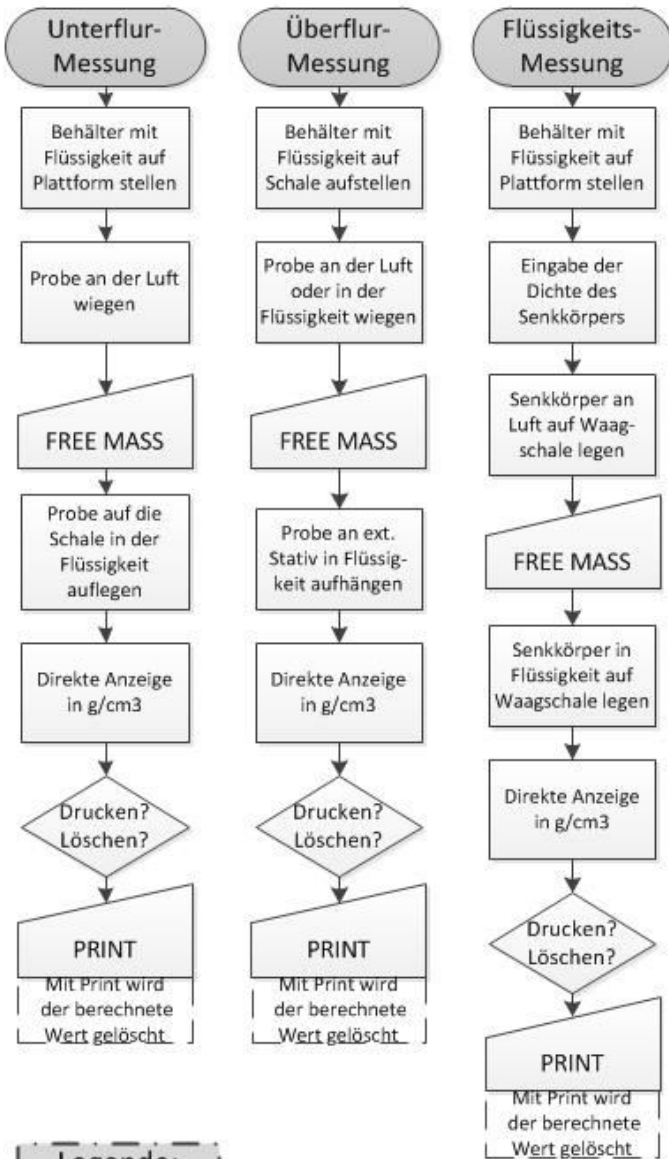 Unterflur-
Messung
Behälter mit
Flüssigkeit auf
Plattform stellen
Probe an der Luft
wiegen
FREE MASS
Probe auf die
Schale in der
Flüssigkeit
auflegen
Direkte Anzeige
in g/cm3
Drucken?
Löschen?
PRINT
Mit Print wird
der berechnete
Wert gelöscht
Überflur-
Messung
Behälter mit
Flüssigkeit auf
Schale aufstellen
Probe an der Luft
oder in der
Flüssigkeit wiegen
FREE MASS
Probe an ext.
Stativ in Flüssig-
keit aufhängen
Direkte Anzeige
in g/cm3
Drucken?
Löschen?
PRINT
Mit Print wird
der berechnete
Wert gelöscht
Flüssigkeits-
Messung
Behälter mit
Flüssigkeit auf
Plattform stellen
Eingabe der
Dichte des
Senkkörpers
Senkkörper an
Luft auf Waag-
schale legen
FREE MASS
Senkkörper in
Flüssigkeit auf
Waagschale legen
Direkte Anzeige
in g/cm3
Drucken?
Löschen?
PRINT
Mit Print wird
der berechnete
Wert gelöscht
Legende: